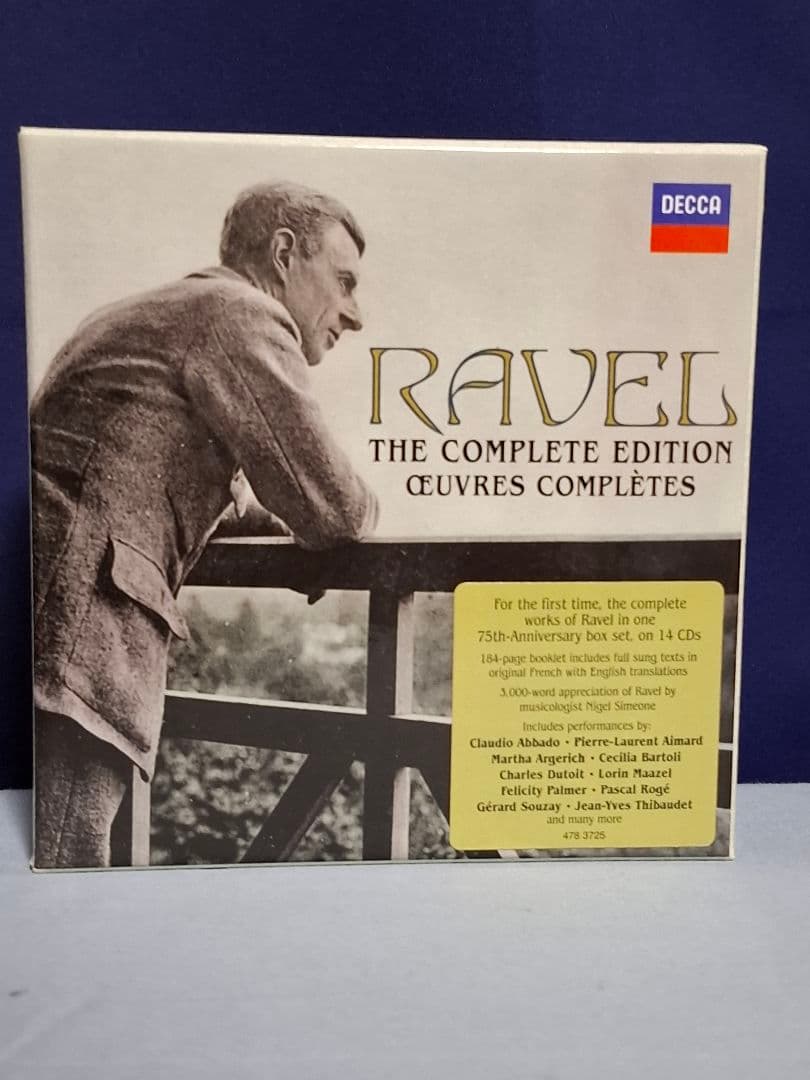 DECCA
RAVEL
THE COMPLETE EDITION
ŒUVRES COMPLÈTES
For the first time, the complete
works of Ravel in one
75th-Anniversary box set, on 14 CDs
184-page booklet includes full sung texts in
original French with English translations
3,000-word appreciation of Ravel by
musicologist Nigel Simeone
Includes performances by:
Claudio Abbado • Pierre-Laurent Aimard
Martha Argerich • Cecilia Bartoli
Charles Dutoit • Lorin Maazel
Felicity Palmer • Pascal Rogé
Gérard Souzay • Jean-Yves Thibaudet
and many more
478 3725